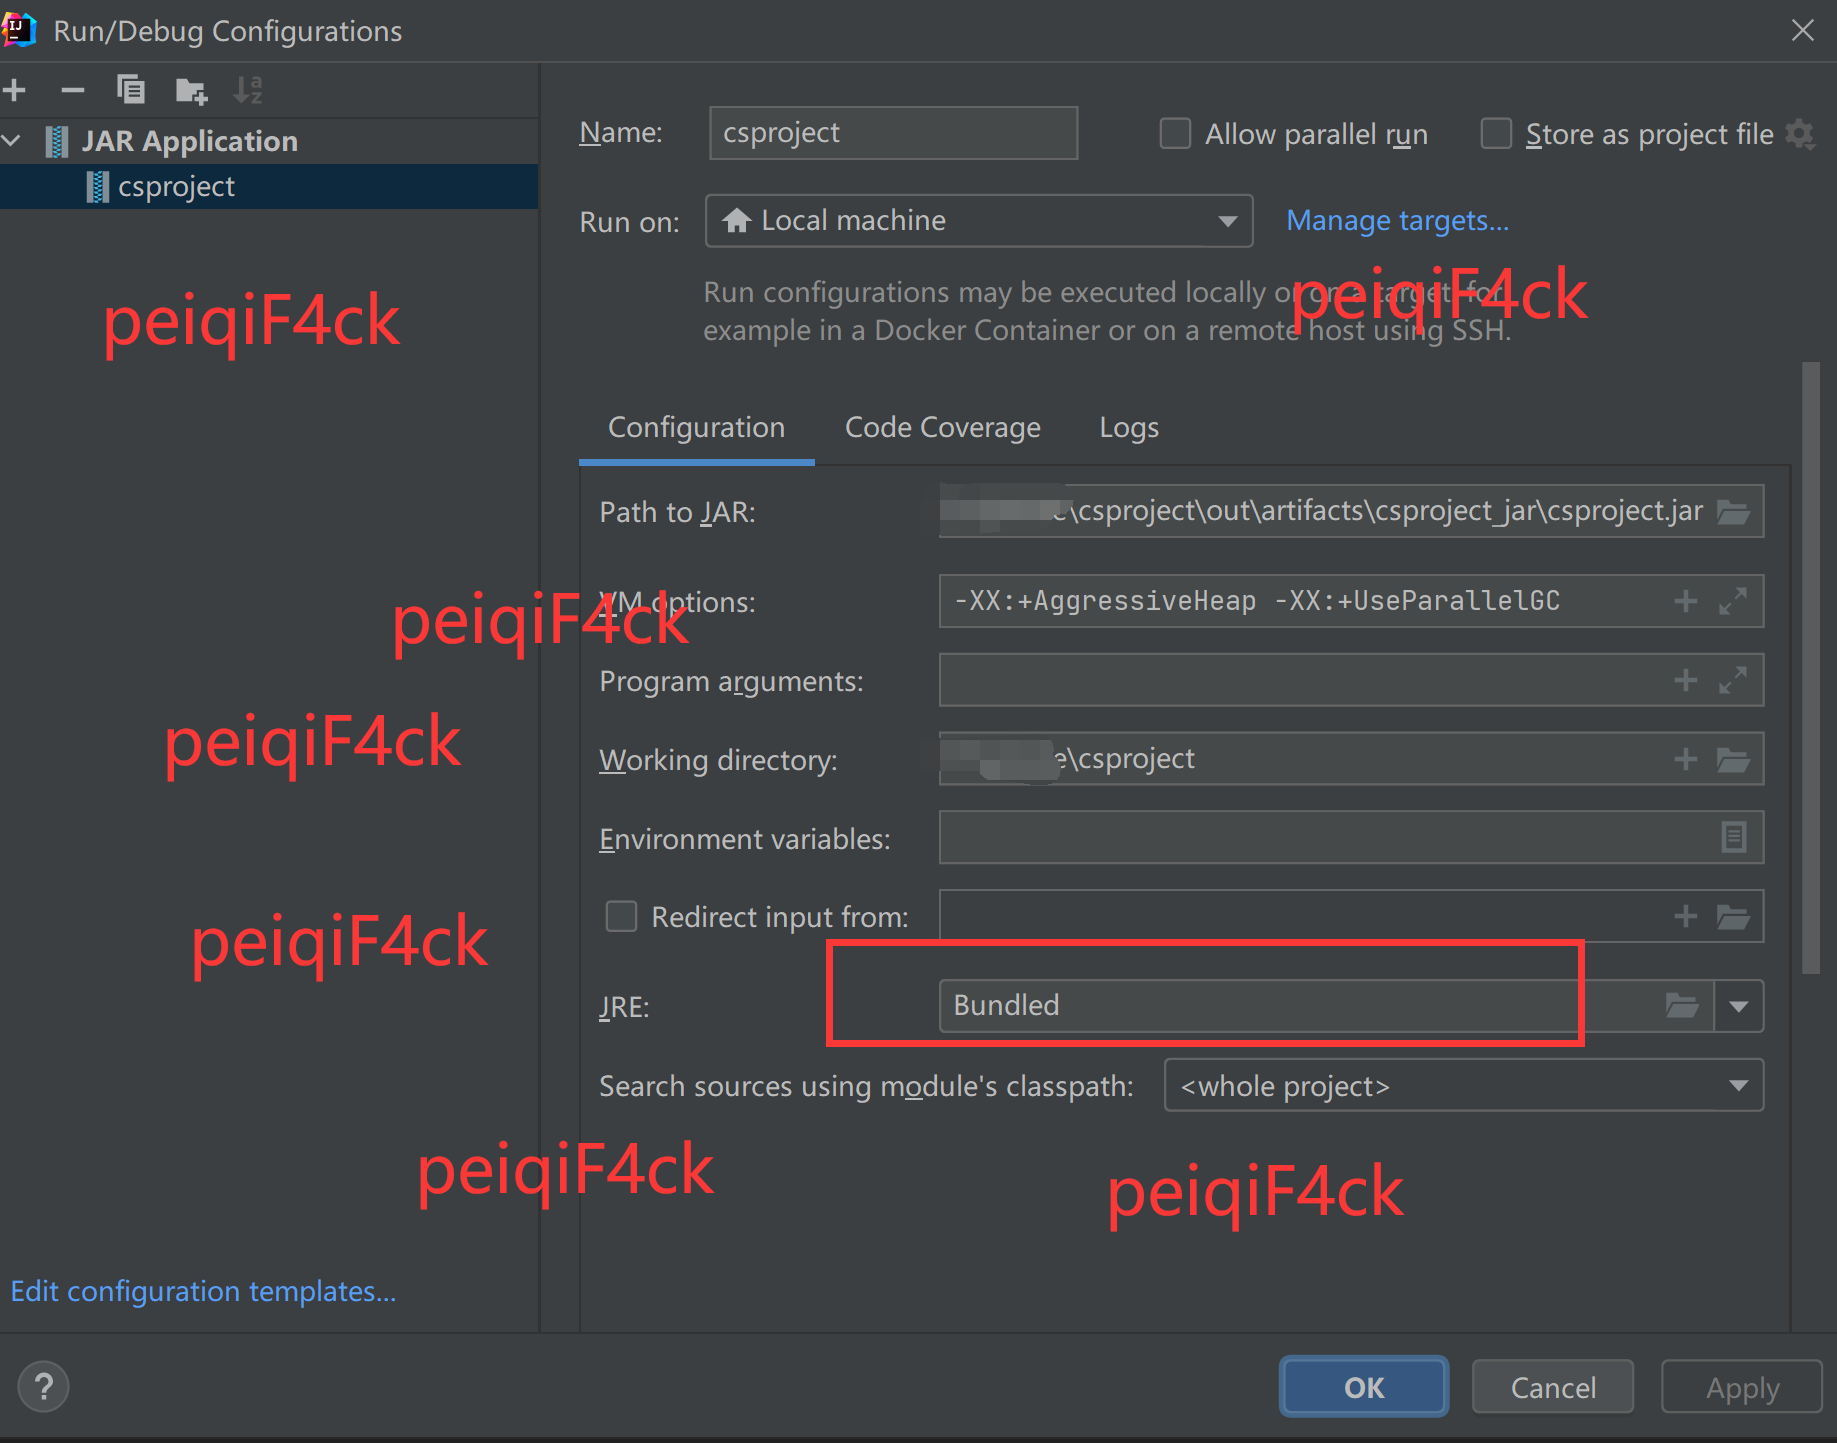 Run/Debug Configurations
JAR Application
csproject
Name: csproject Allow parallel run Store as project file
Run on: Local machine Manage targets...
Run configurations may be executed locally or on a target: for
example in a Docker Container or on a remote host using SSH.
peiqiF4ck
peiqiF4ck
Configuration Code Coverage Logs
Path to JAR: \csproject\out\artifacts\csproject_jar\csproject.jar
VM options: -XX:+AggressiveHeap -XX:+UseParallelGC
peiqiF4ck
Program arguments:
peiqiF4ck
Working directory: e\csproject
Environment variables:
Redirect input from:
peiqiF4ck
JRE: Bundled
Search sources using module's classpath: <whole project>
peiqiF4ck
peiqiF4ck
Edit configuration templates...
? OK Cancel Apply